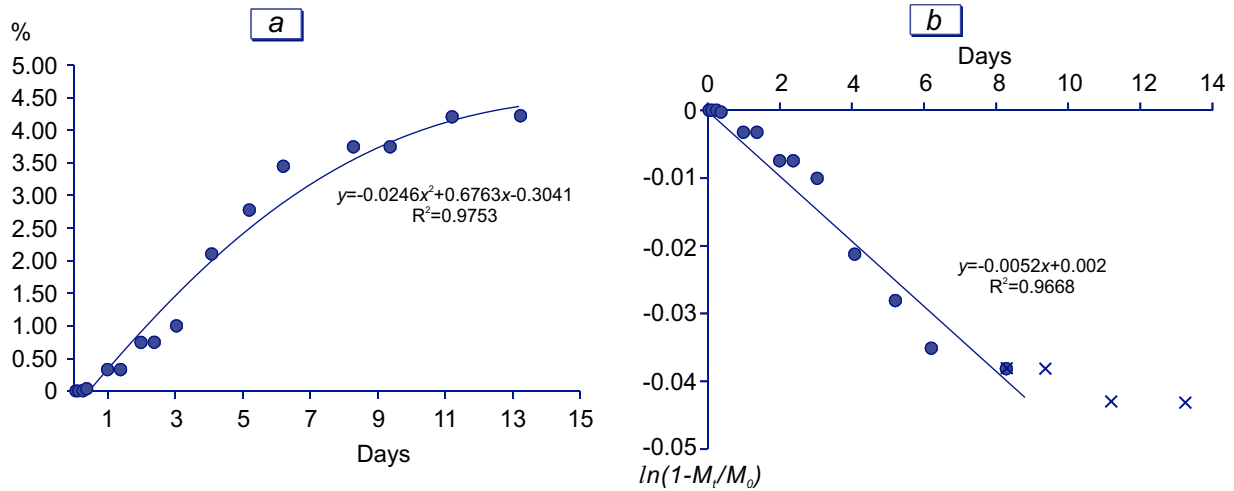 a
%
5.00
4.50
4.00
3.50
3.00
2.50
2.00
1.50
1.00
0.50
0
y=-0.0246x²+0.6763x-0.3041
R²=0.9753
1 3 5 7 9 11 13 15
Days
b
Days
0 2 4 6 8 10 12 14
0
-0.01
-0.02
-0.03
-0.04
-0.05
y=-0.0052x+0.002
R²=0.9668
ln(1-Mₜ/M₀)